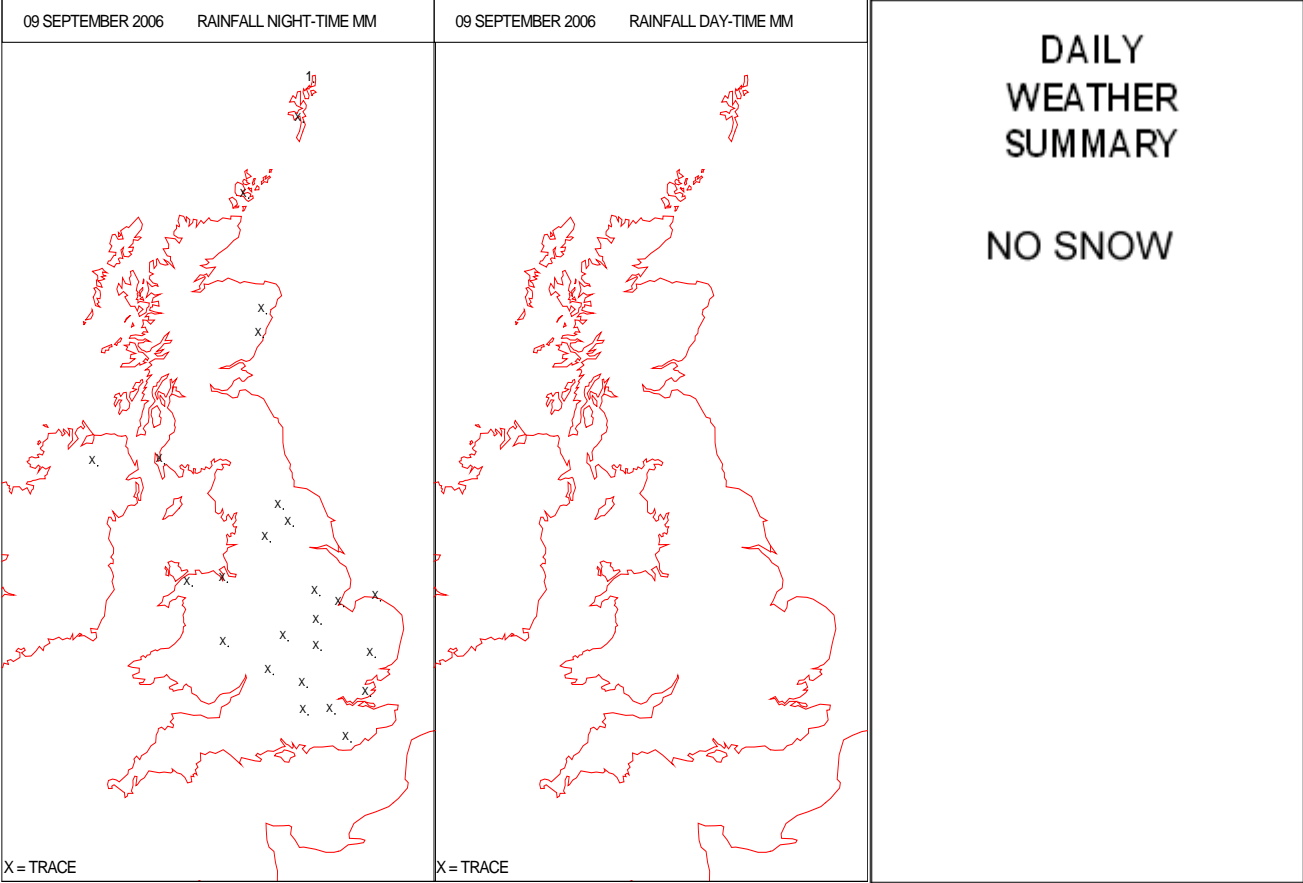 09 SEPTEMBER 2006 RAINFALL NIGHT-TIME MM
1
X.
X.
X.
X.
X. X.
X.
X.
X.
X. X.
X.
X. X.
X.
X.
X. X.
X.
X.
X.
X.
X. X.
X.
X = TRACE
09 SEPTEMBER 2006 RAINFALL DAY-TIME MM
X = TRACE
DAILY
WEATHER
SUMMARY
NO SNOW